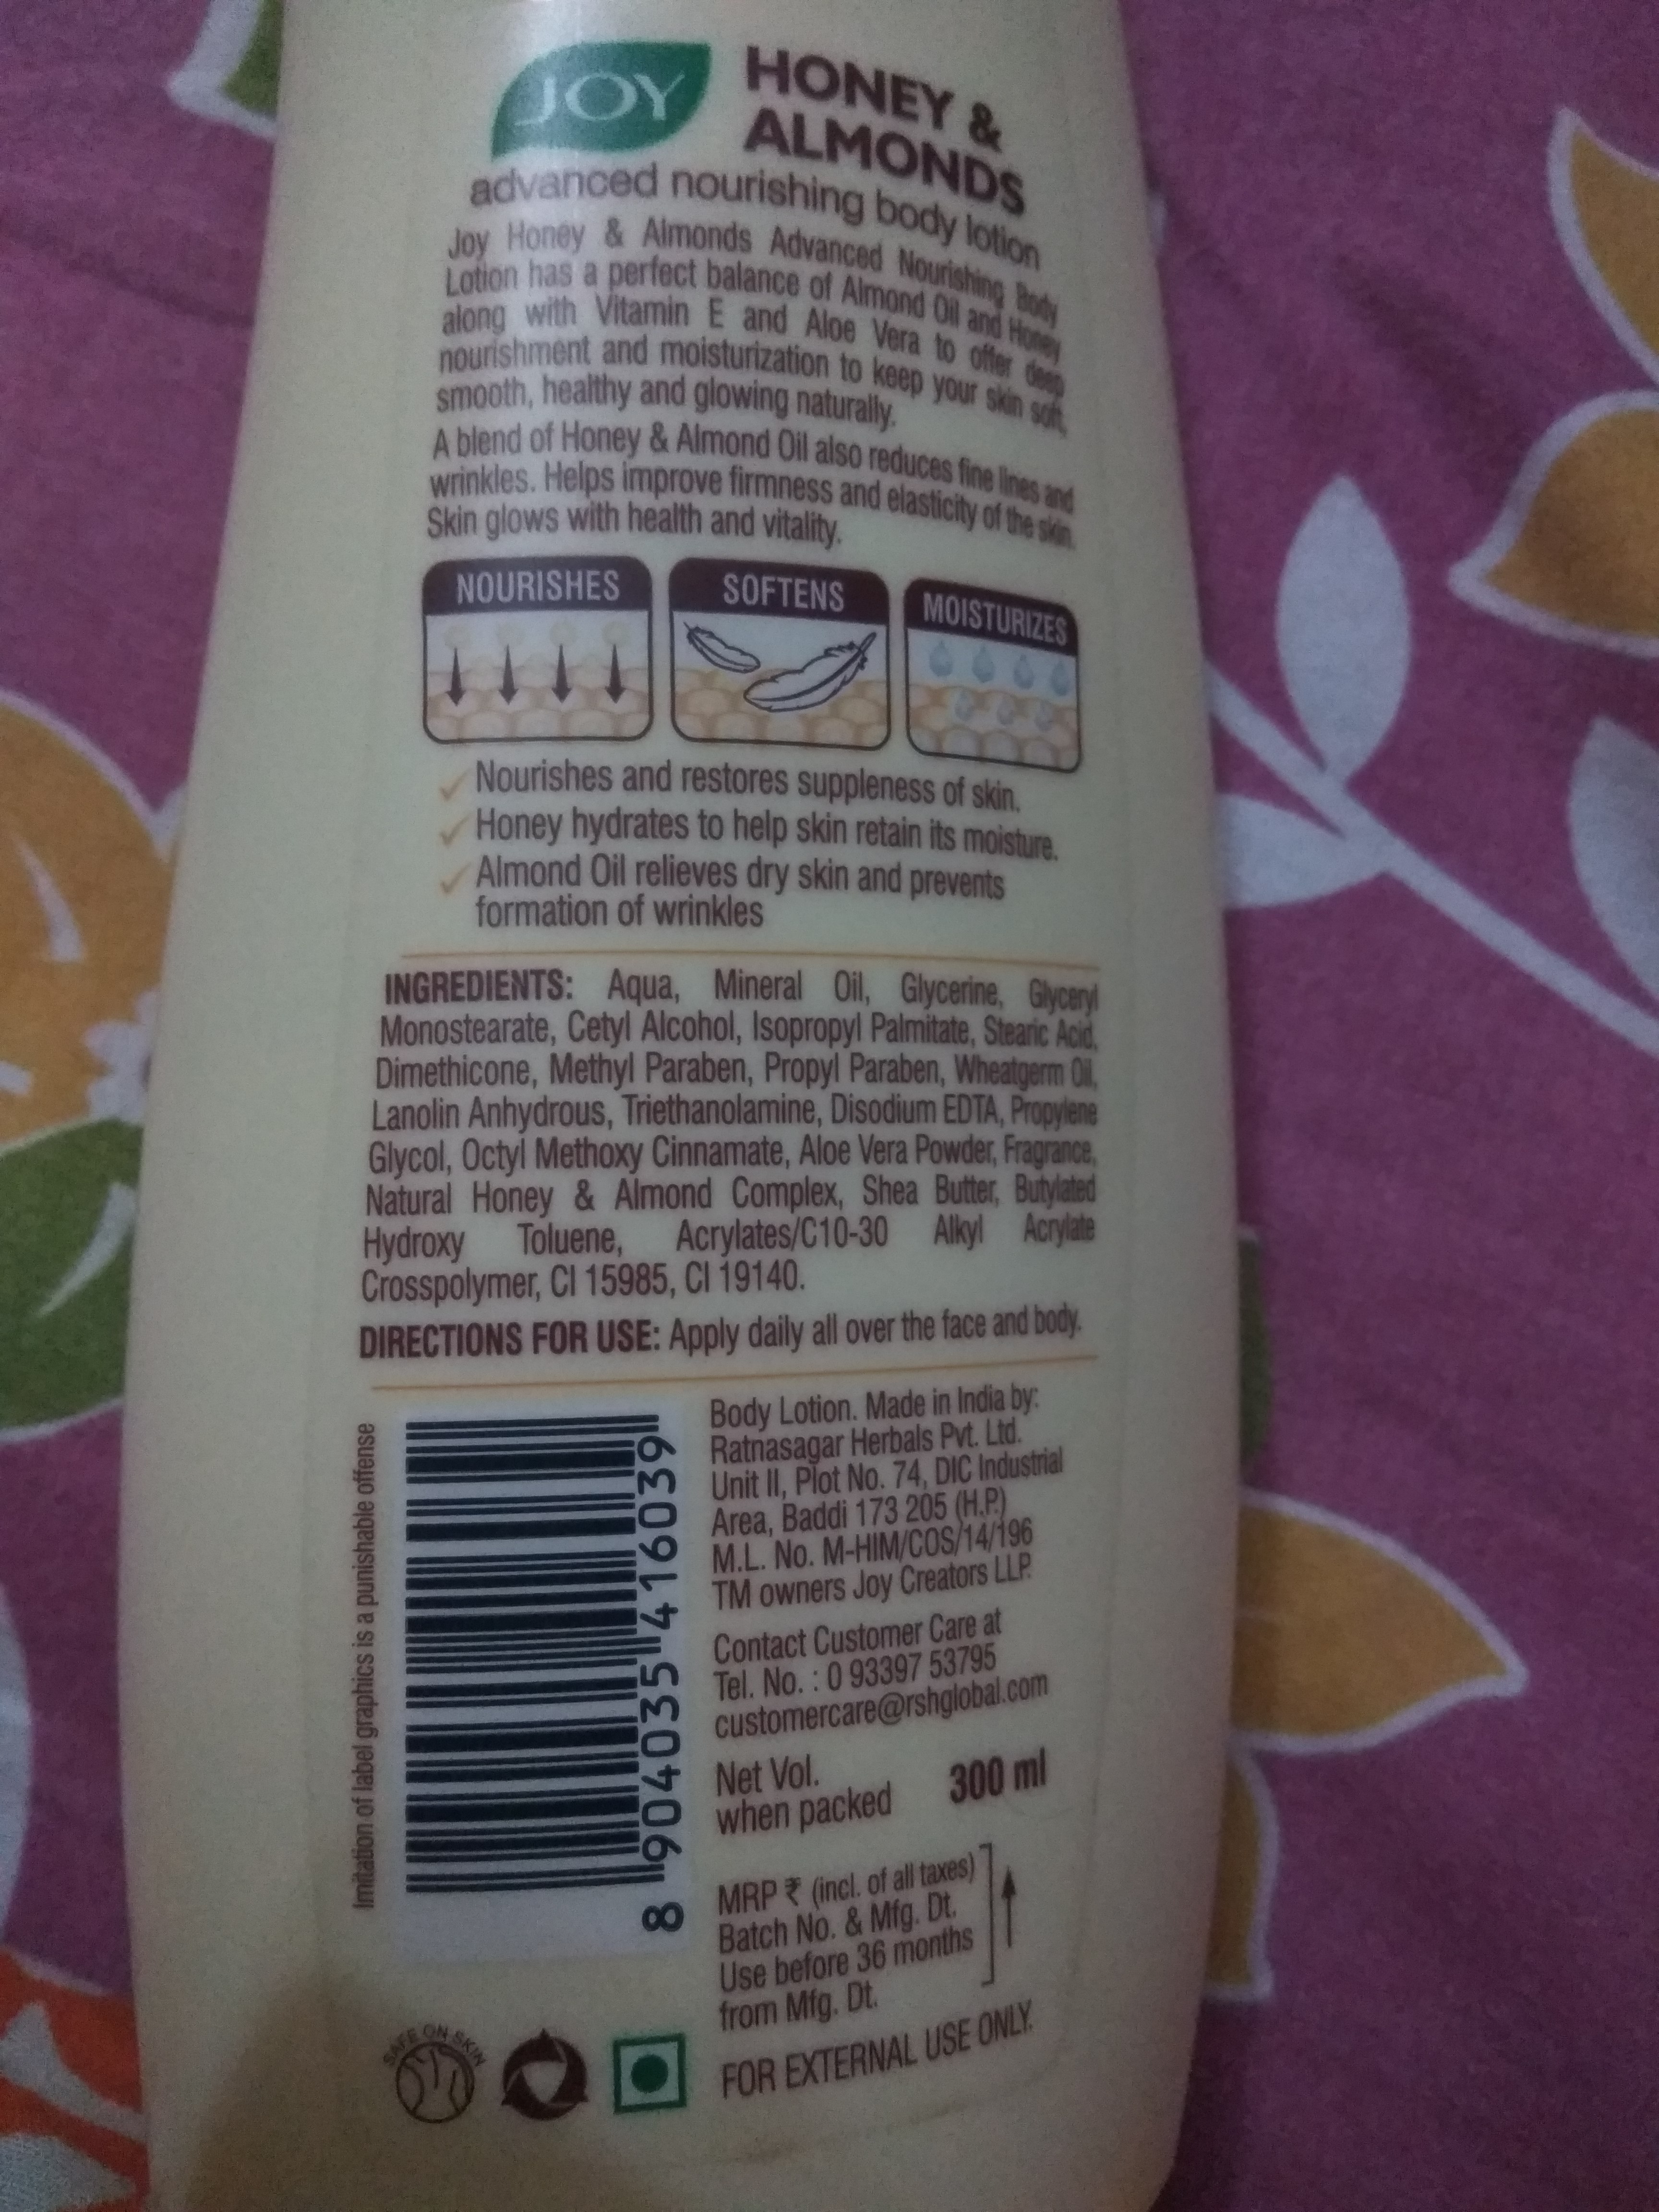 JOY
HONEY &
ALMONDS
advanced nourishing body lotion
Joy Honey & Almonds Advanced Nourishing Body
Lotion has a perfect balance of Almond Oil and Honey
along with Vitamin E and Aloe Vera to offer deep
nourishment and moisturization to keep your skin soft,
smooth, healthy and glowing naturally.
A blend of Honey & Almond Oil also reduces fine lines and
wrinkles. Helps improve firmness and elasticity of the skin.
Skin glows with health and vitality.
NOURISHES
SOFTENS
MOISTURIZES
Nourishes and restores suppleness of skin.
Honey hydrates to help skin retain its moisture.
Almond Oil relieves dry skin and prevents
formation of wrinkles
INGREDIENTS: Aqua, Mineral Oil, Glycerine, Glyceryl
Monostearate, Cetyl Alcohol, Isopropyl Palmitate, Stearic Acid,
Dimethicone, Methyl Paraben, Propyl Paraben, Wheatgerm Oil,
Lanolin Anhydrous, Triethanolamine, Disodium EDTA, Propylene
Glycol, Octyl Methoxy Cinnamate, Aloe Vera Powder, Fragrance,
Natural Honey & Almond Complex, Shea Butter, Butylated
Hydroxy Toluene, Acrylates/C10-30 Alkyl Acrylate
Crosspolymer, CI 15985, CI 19140.
DIRECTIONS FOR USE: Apply daily all over the face and body.
Imitation of label graphics is a punishable offense
8 904035 416039
Body Lotion. Made in India by:
Ratnasagar Herbals Pvt. Ltd.
Unit II, Plot No. 74, DIC Industrial
Area, Baddi 173 205 (H.P.)
M.L. No. M-HIM/COS/14/196
TM owners Joy Creators LLP.
Contact Customer Care at
Tel. No. : 0 93397 53795
customercare@rshglobal.com
Net Vol.
when packed 300 ml
MRP ₹ (incl. of all taxes)
Batch No. & Mfg. Dt.
Use before 36 months
from Mfg. Dt.
FOR EXTERNAL USE ONLY.
SAFE ON SKIN